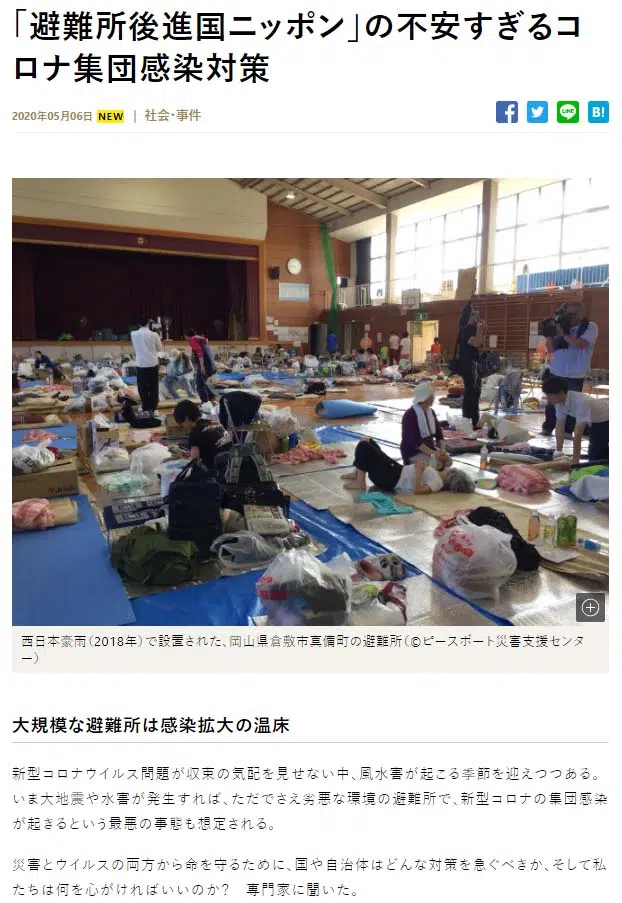 「避難所後進国ニッポン」の不安すぎるコ
ロナ集団感染対策
2020年05月06日 NEW | 社会・事件
f LINE B!
西日本豪雨（2018年）で設置された、岡山県倉敷市真備町の避難所（©ピースボート災害支援センタ
ー）
大規模な避難所は感染拡大の温床
新型コロナウイルス問題が収束の気配を見せない中、風水害が起こる季節を迎えつつある。
いま大地震や水害が発生すれば、ただでさえ劣悪な環境の避難所で、新型コロナの集団感染
が起きるという最悪の事態も想定される。
災害とウイルスの両方から命を守るために、国や自治体はどんな対策を急ぐべきか、そして私
たちは何を心がければいいのか？　専門家に聞いた。